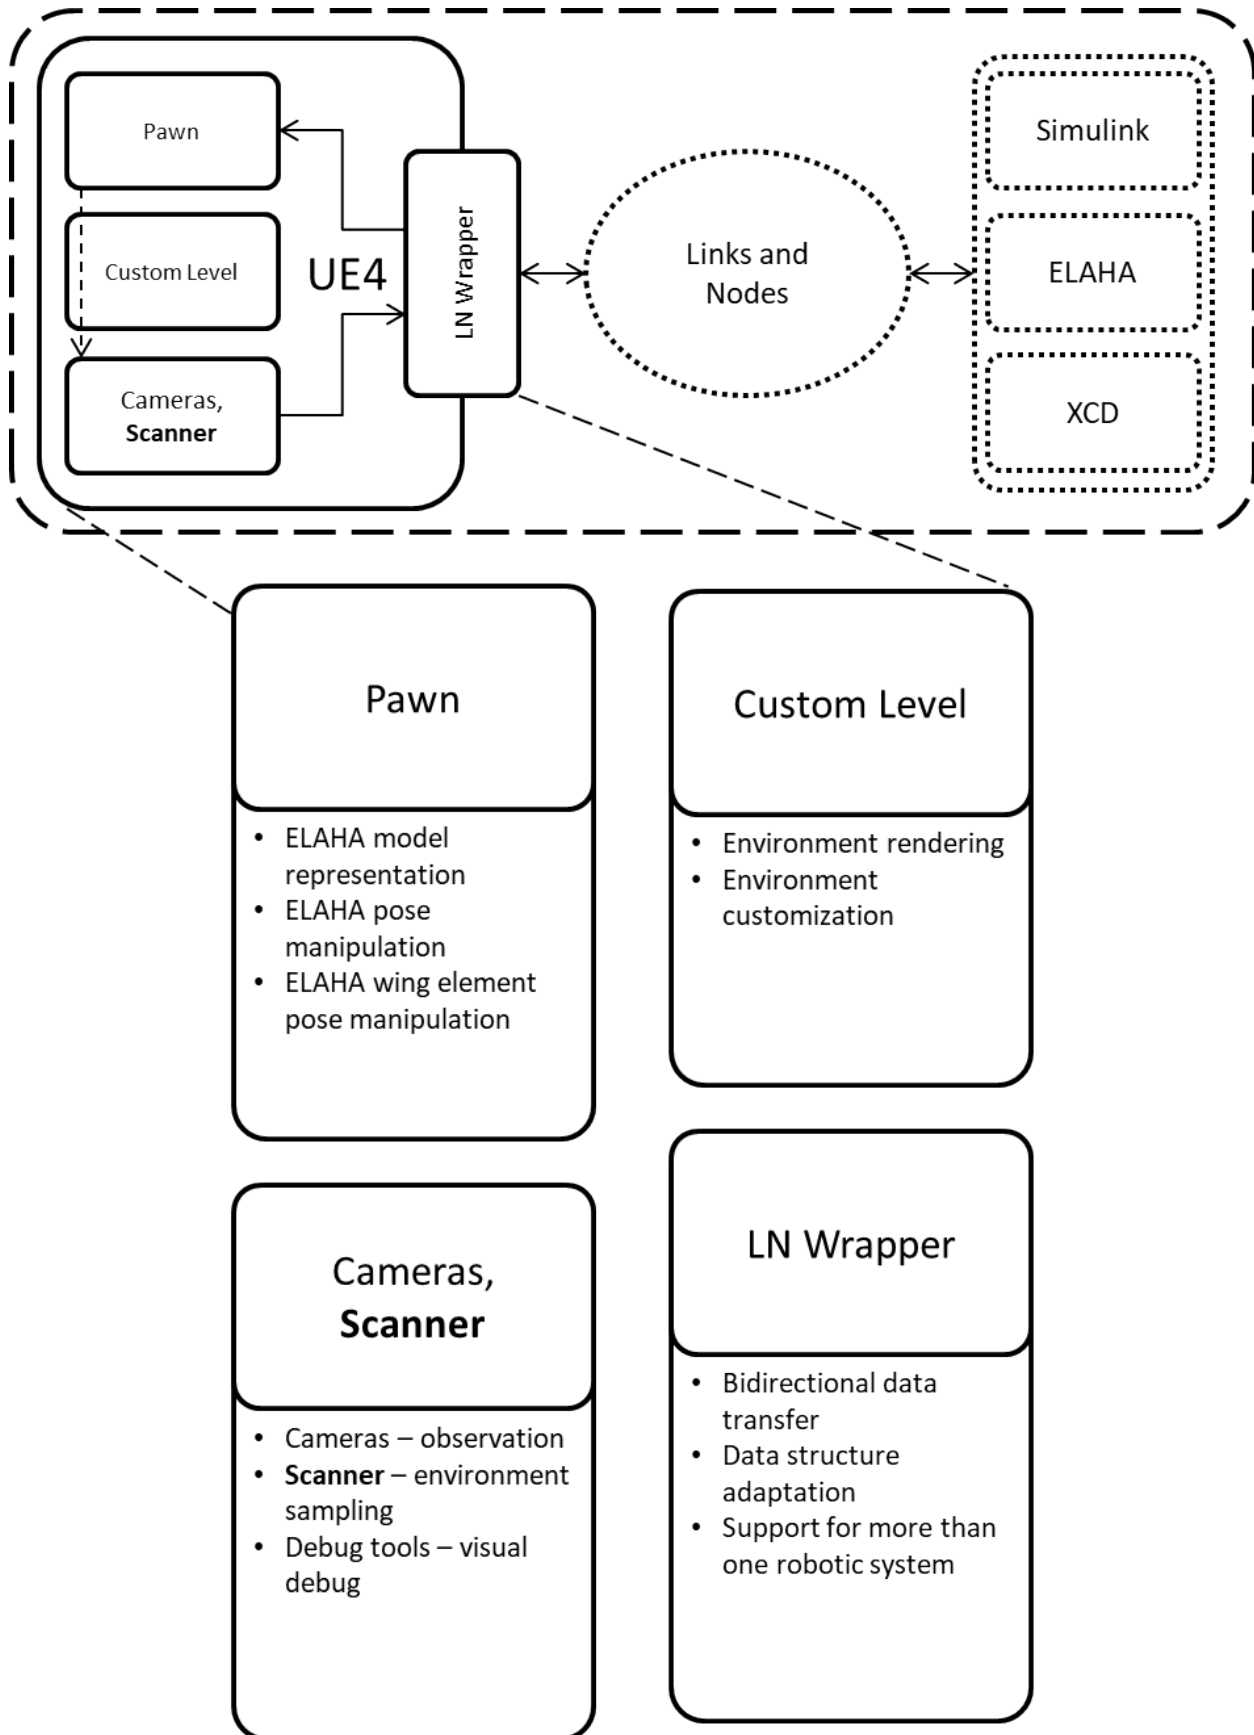 Pawn
Custom Level
Cameras,
Scanner
UE4
LN Wrapper
Links and
Nodes
Simulink
ELAHA
XCD
Pawn
• ELAHA model
representation
• ELAHA pose
manipulation
• ELAHA wing element
pose manipulation
Custom Level
• Environment rendering
• Environment
customization
Cameras,
Scanner
• Cameras – observation
• Scanner – environment
sampling
• Debug tools – visual
debug
LN Wrapper
• Bidirectional data
transfer
• Data structure
adaptation
• Support for more than
one robotic system